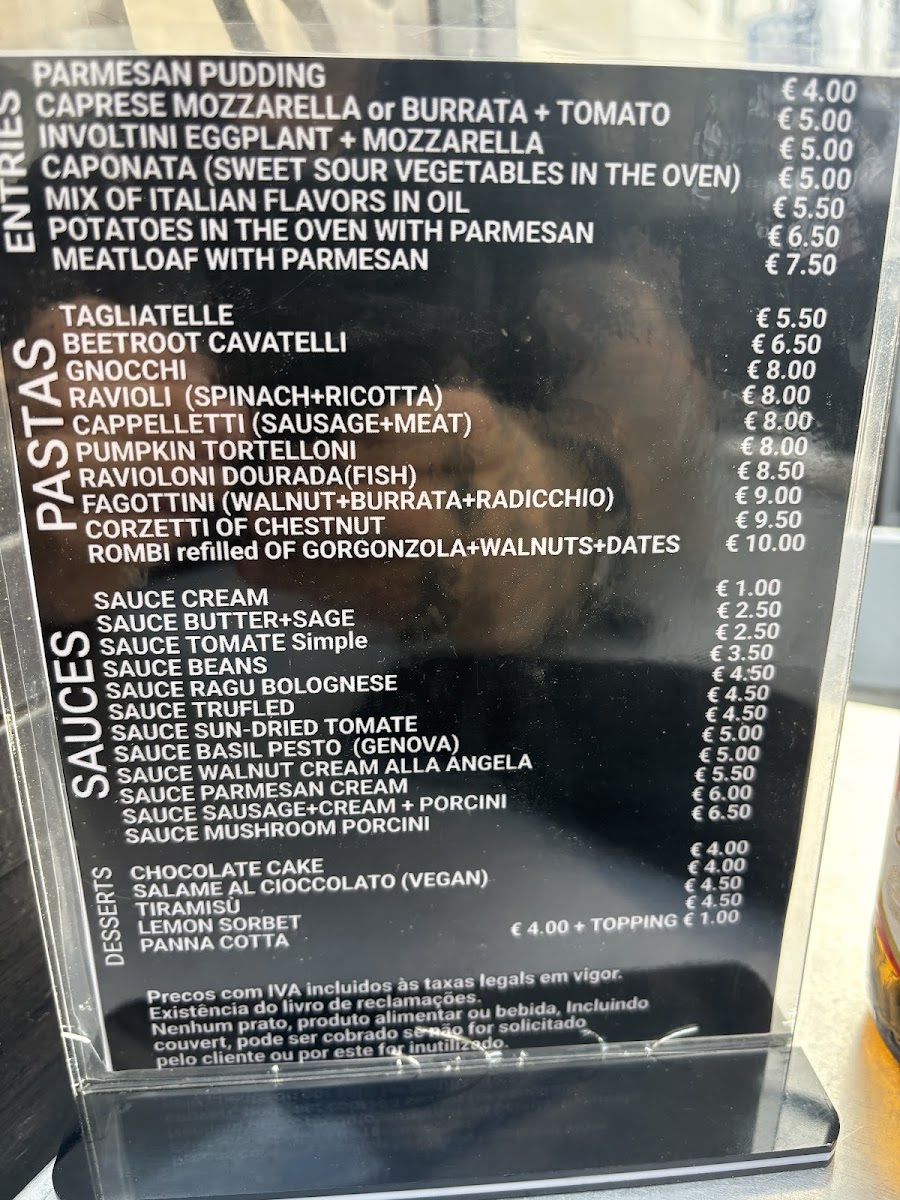 ENTRIES
PARMESAN PUDDING € 4.00
CAPRESE MOZZARELLA or BURRATA + TOMATO € 5.00
INVOLTINI EGGPLANT + MOZZARELLA € 5.00
CAPONATA (SWEET SOUR VEGETABLES IN THE OVEN) € 5.00
MIX OF ITALIAN FLAVORS IN OIL € 5.50
POTATOES IN THE OVEN WITH PARMESAN € 6.50
MEATLOAF WITH PARMESAN € 7.50
PASTAS
TAGLIATELLE € 5.50
BEETROOT CAVATELLI € 6.50
GNOCCHI € 8.00
RAVIOLI (SPINACH+RICOTTA) € 8.00
CAPPELLETTI (SAUSAGE+MEAT) € 8.00
PUMPKIN TORTELLONI € 8.00
RAVIOLONI DOURADA(FISH) € 8.50
FAGOTTINI (WALNUT+BURRATA+RADICCHIO) € 9.00
CORZETTI OF CHESTNUT € 9.50
ROMBI refilled OF GORGONZOLA+WALNUTS+DATES € 10.00
SAUCES
SAUCE CREAM € 1.00
SAUCE BUTTER+SAGE € 2.50
SAUCE TOMATE Simple € 2.50
SAUCE BEANS € 3.50
SAUCE RAGU BOLOGNESE € 4.50
SAUCE TRUFLED € 4.50
SAUCE SUN-DRIED TOMATE € 4.50
SAUCE BASIL PESTO (GENOVA) € 5.00
SAUCE WALNUT CREAM ALLA ANGELA € 5.00
SAUCE PARMESAN CREAM € 5.50
SAUCE SAUSAGE+CREAM + PORCINI € 6.00
SAUCE MUSHROOM PORCINI € 6.50
DESSERTS
CHOCOLATE CAKE € 4.00
SALAME AL CIOCCOLATO (VEGAN) € 4.00
TIRAMISÙ € 4.50
LEMON SORBET € 4.50
PANNA COTTA € 4.00 + TOPPING € 1.00
Precos com IVA incluidos às taxas legais em vigor.
Existência do livro de reclamações.
Nenhum prato, produto alimentar ou bebida, Incluindo
couvert, pode ser cobrado se não for solicitado
pelo cliente ou por este for inutilizado.